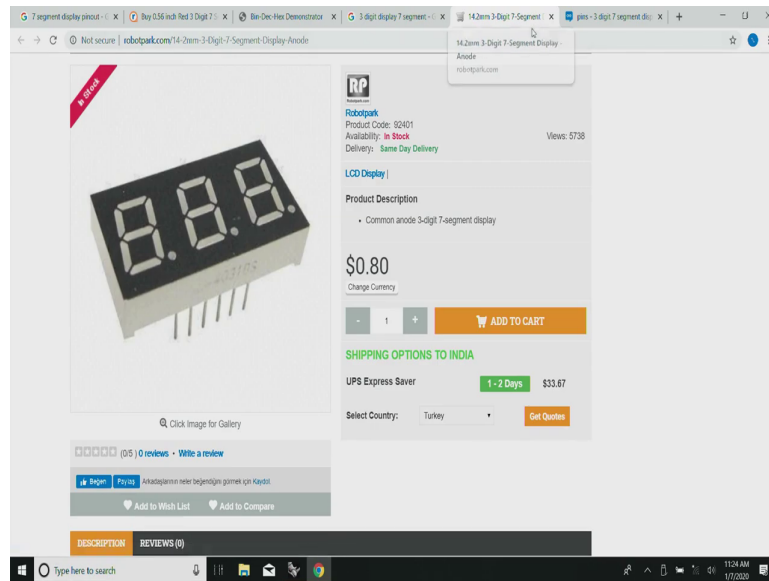 7 segment display pinout - G
Buy 0.56 inch Red 3 Digit 7 S
Bin-Dec-Hex Demonstrator
3 digit display 7 segment - G
14.2mm 3-Digit 7-Segment
pins - 3 digit 7 segment dis
Not secure | robotpark.com/14-2mm-3-Digit-7-Segment-Display-Anode
14.2mm 3-Digit 7-Segment Display -
Anode
robotpark.com
In Stock
RP
Robotpark.com
Robotpark
Product Code: 92401
Availability: In Stock
Views: 5738
Delivery: Same Day Delivery
LCD Display |
Product Description
• Common anode 3-digit 7-segment display
$0.80
Change Currency
- 1 + ADD TO CART
SHIPPING OPTIONS TO INDIA
UPS Express Saver 1 - 2 Days $33.67
Select Country: Turkey Get Quotes
Click Image for Gallery
(0/5 ) 0 reviews • Write a review
Beğen Paylaş Arkadaşlarının neler beğendiğini görmek için Kaydol.
Add to Wish List Add to Compare
DESCRIPTION REVIEWS (0)
Type here to search
11:24 AM
1/7/2020